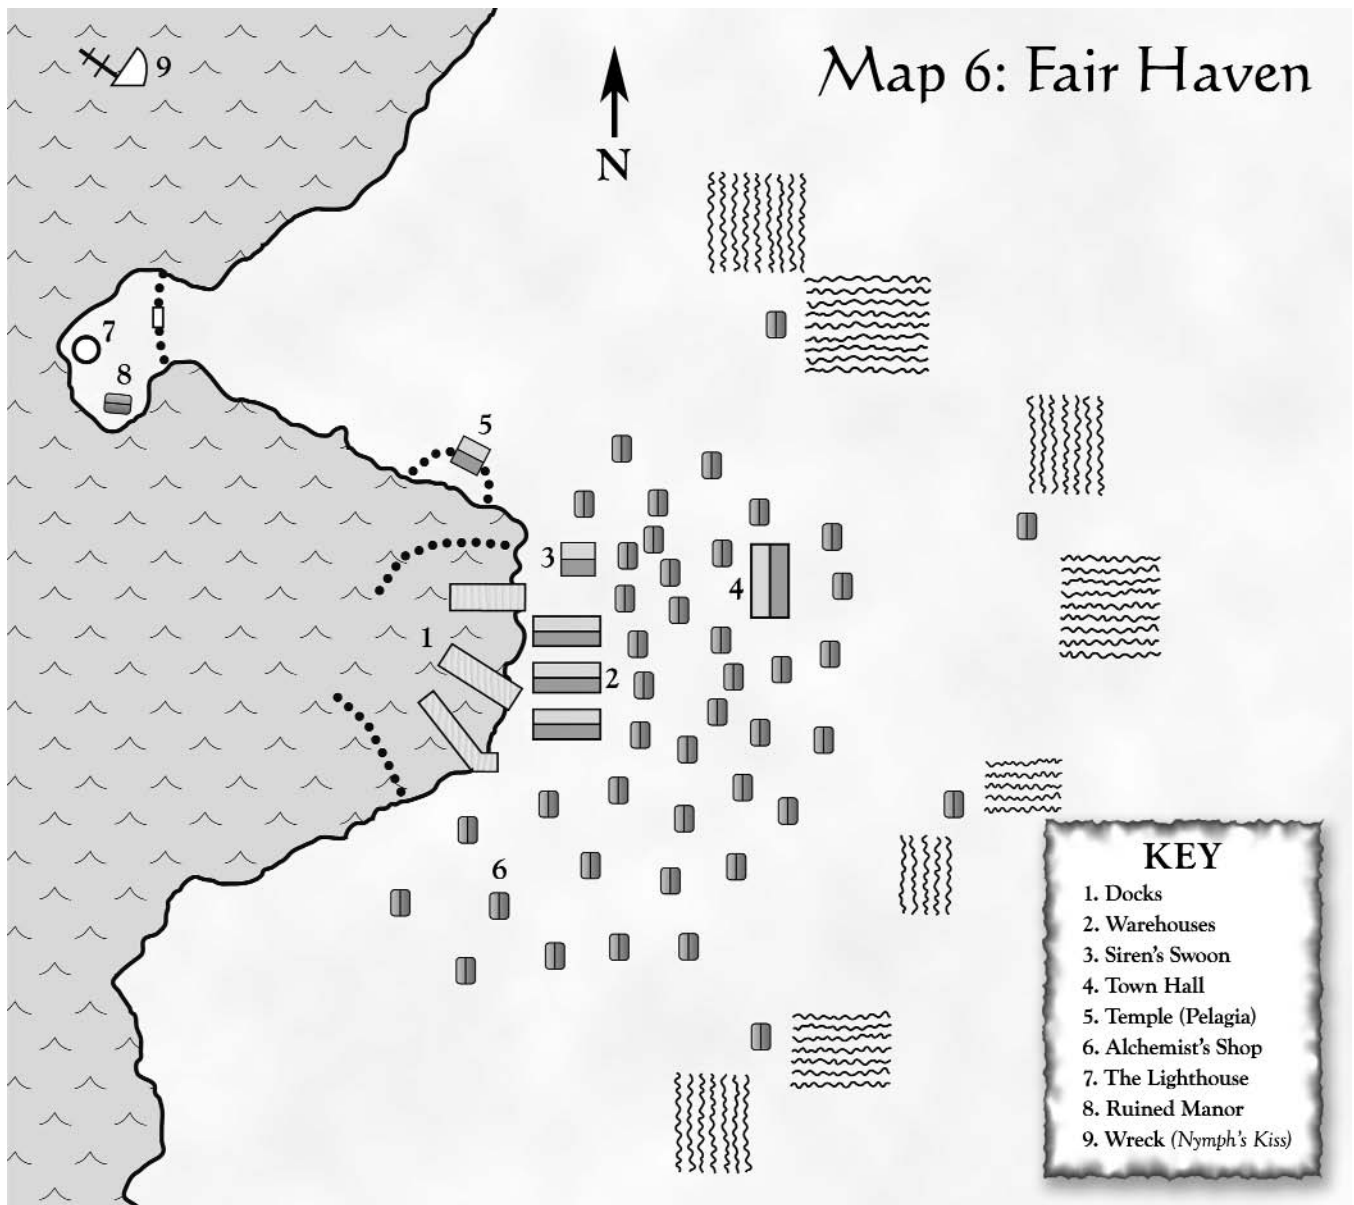 Map 6: Fair Haven
9
N
7
8
5
3
4
1
2
6
KEY
1. Docks
2. Warehouses
3. Siren's Swoon
4. Town Hall
5. Temple (Pelagia)
6. Alchemist's Shop
7. The Lighthouse
8. Ruined Manor
9. Wreck (Nymph's Kiss)